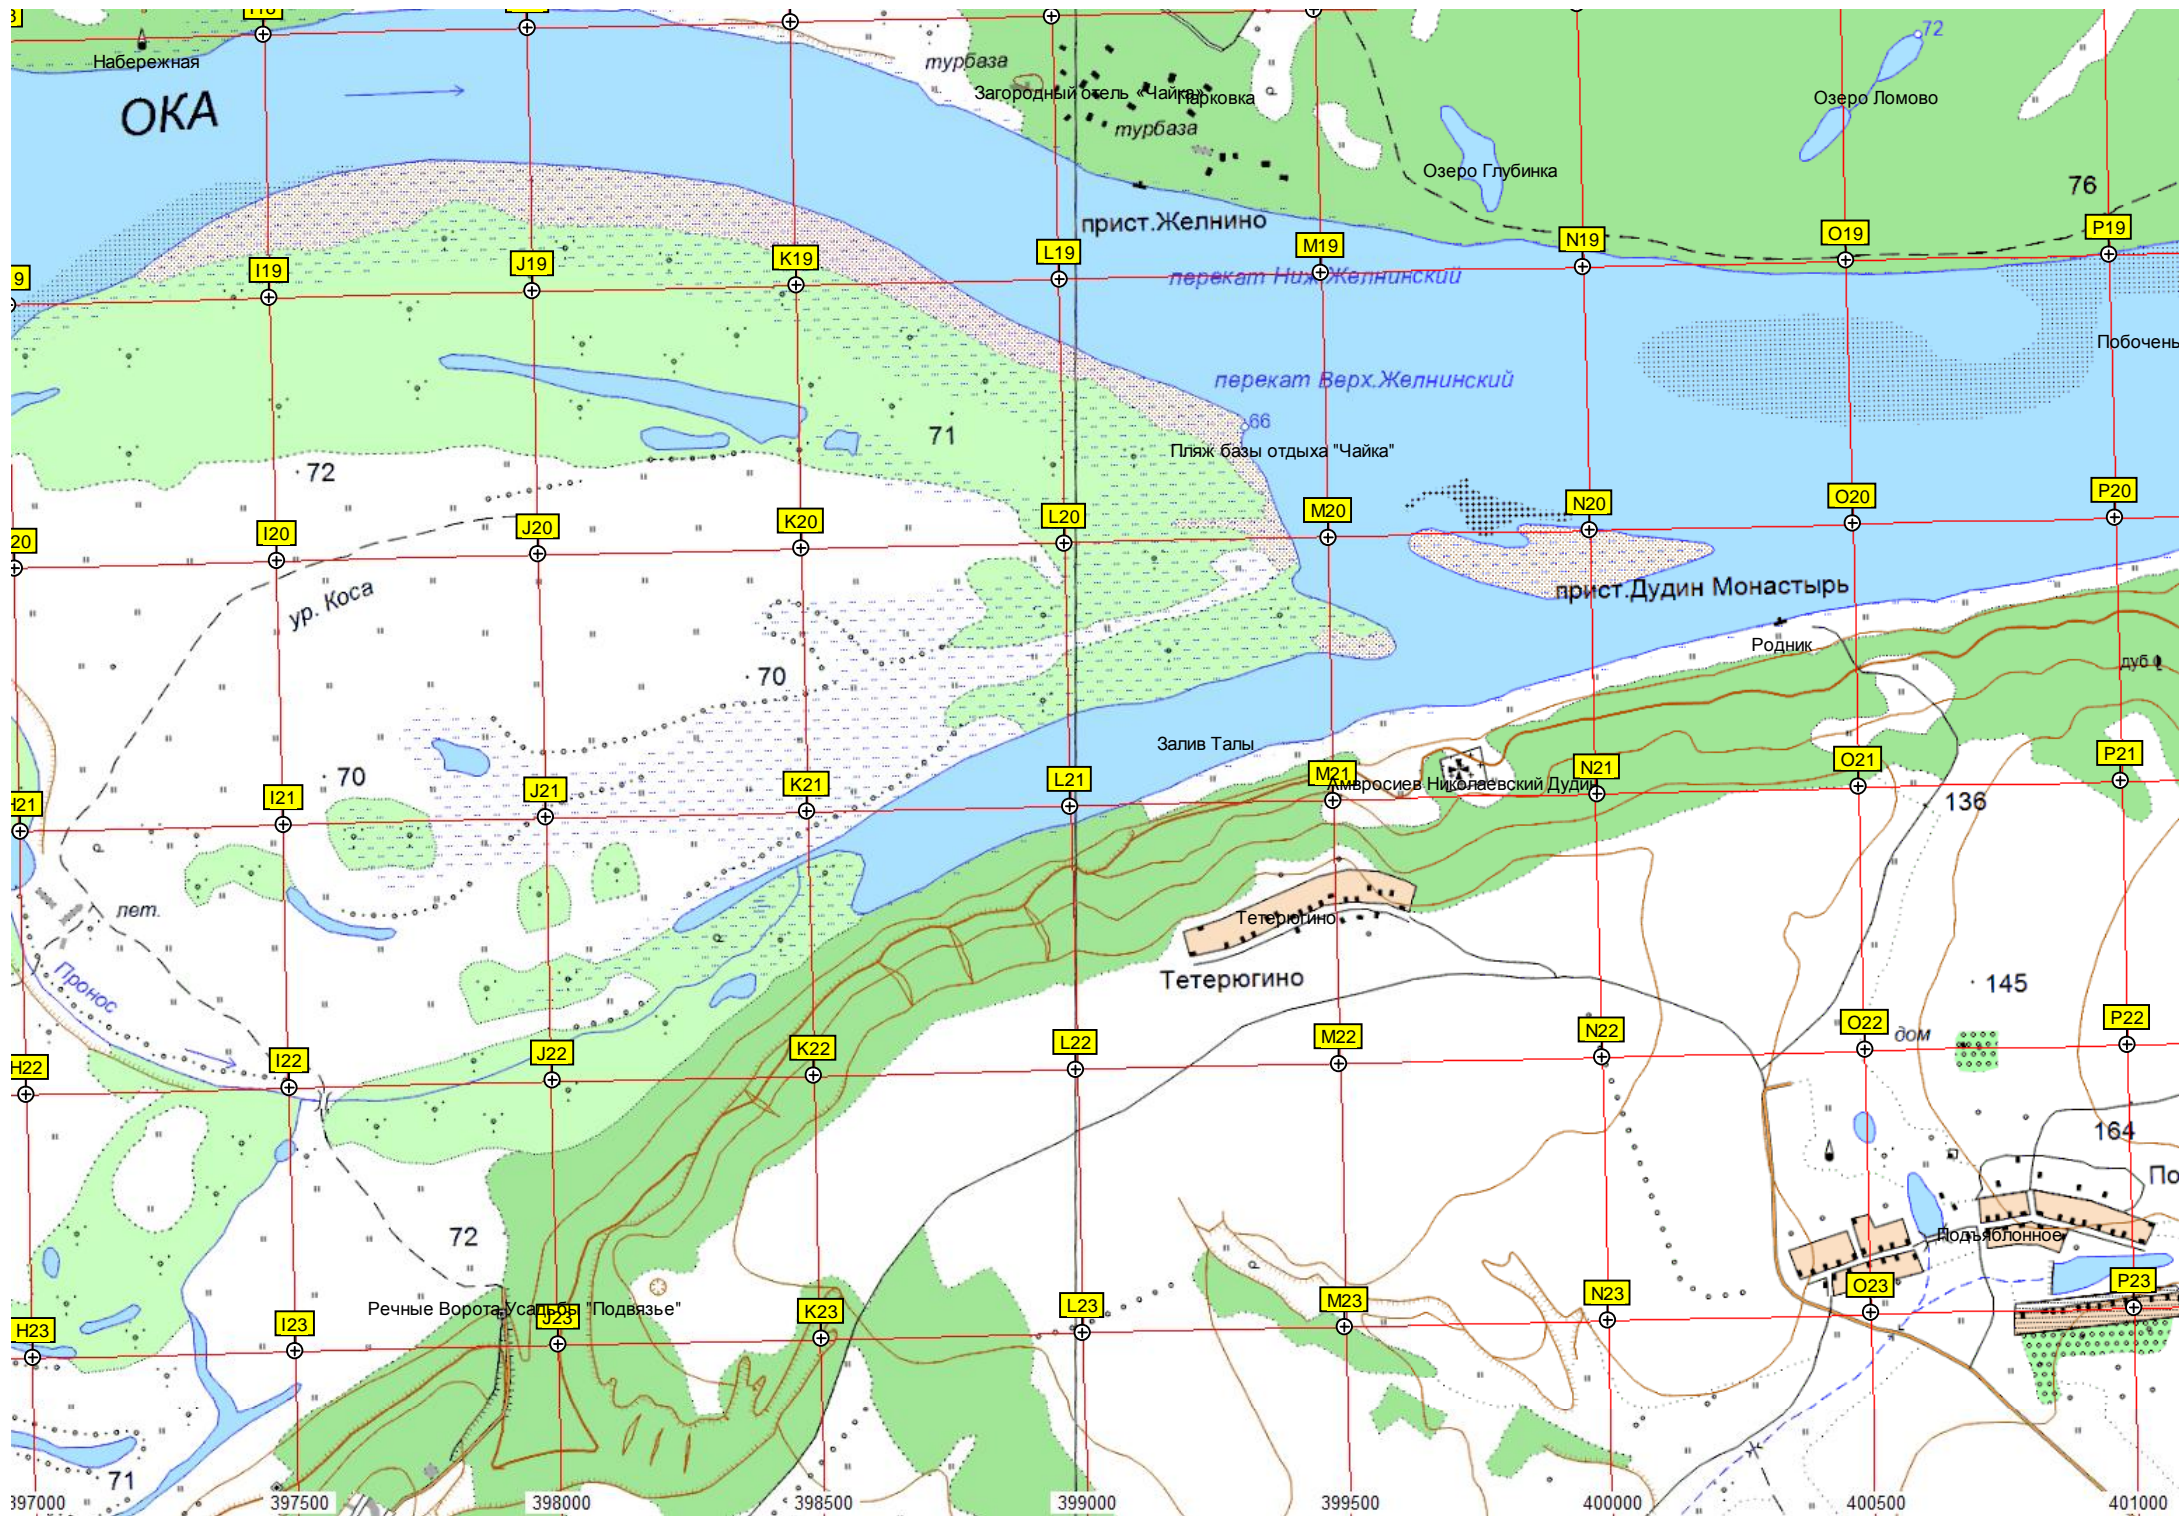 Набережная
ОКА
турбаза
Загородный отель «Чайка»
Парковка
турбаза
72
Озеро Ломово
Озеро Глубинка
76
прист.Желнино
I19
J19
K19
L19
M19
N19
O19
P19
перекат Ниж.Желнинский
Побочень
перекат Верх.Желнинский
66
71
Пляж базы отдыха "Чайка"
72
20
I20
J20
K20
L20
M20
N20
O20
P20
ур. Коса
прист.Дудин Монастырь
Родник
дуб
70
Залив Талы
70
H21
I21
J21
K21
L21
M21
N21
O21
P21
Амвросиев Николаевский Дудин
136
лет.
Тетерюгино
Тетерюгино
Пронос
145
дом
H22
I22
J22
K22
L22
M22
N22
O22
P22
164
По
72
Подъяблонное
Речные Ворота Усадьбы "Подвязье"
H23
I23
J23
K23
L23
M23
N23
O23
P23
71
397000
397500
398000
398500
399000
399500
400000
400500
401000